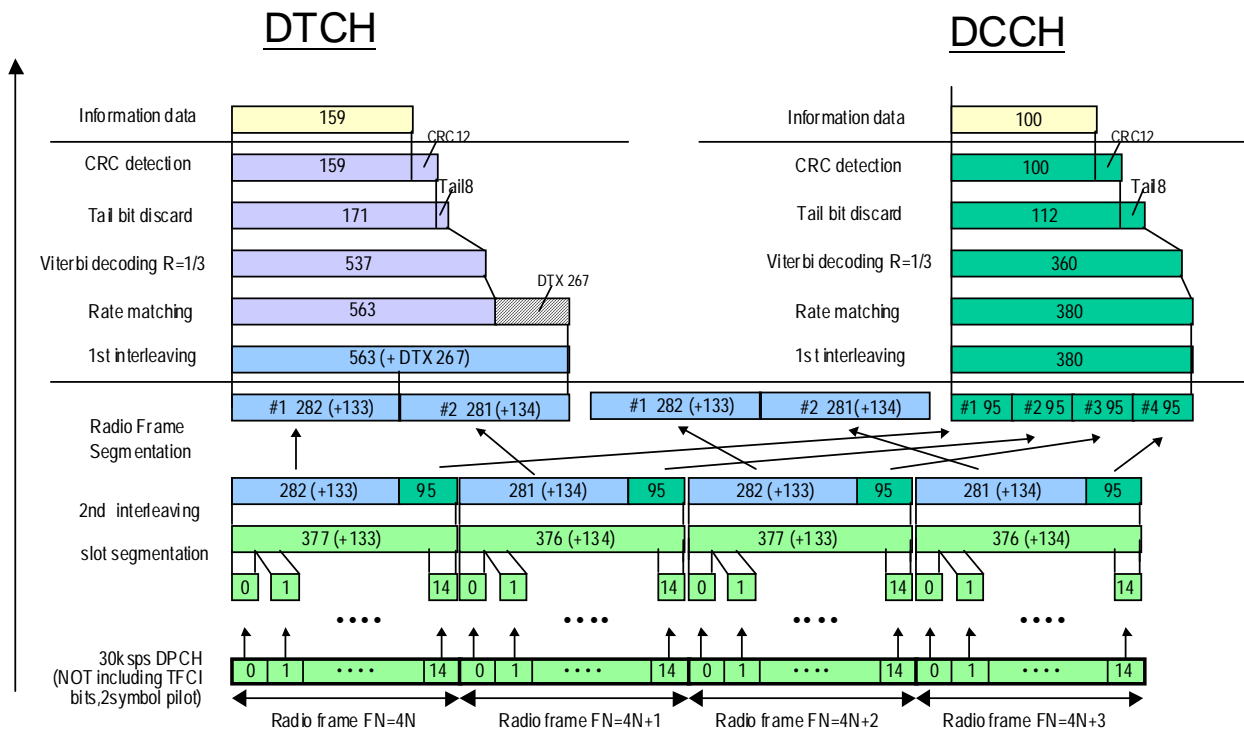 DTCH
DCCH
Information data
159
Information data
100
CRC12
CRC12
CRC detection
159
CRC detection
100
Tail8
Tail8
Tail bit discard
171
Tail bit discard
112
Viterbi decoding R=1/3
537
Viterbi decoding R=1/3
360
DTX 267
Rate matching
563
Rate matching
380
1st interleaving
563 (+ DTX 267)
1st interleaving
380
#1 282 (+133)
#2 281(+134)
#1 282 (+133)
#2 281(+134)
#1 95
#2 95
#3 95
#4 95
Radio Frame
Segmentation
282 (+133)
95
281 (+134)
95
282 (+133)
95
281 (+134)
95
2nd interleaving
377 (+133)
376 (+134)
377 (+133)
376 (+134)
slot segmentation
0 1 14 0 1 14 0 1 14 0 1 14
•••• •••• •••• ••••
30ksps DPCH
(NOT including TFCI
bits,2symbol pilot)
0 1 •••• 14 0 1 •••• 14 0 1 •••• 14 0 1 •••• 14
Radio frame FN=4N
Radio frame FN=4N+1
Radio frame FN=4N+2
Radio frame FN=4N+3